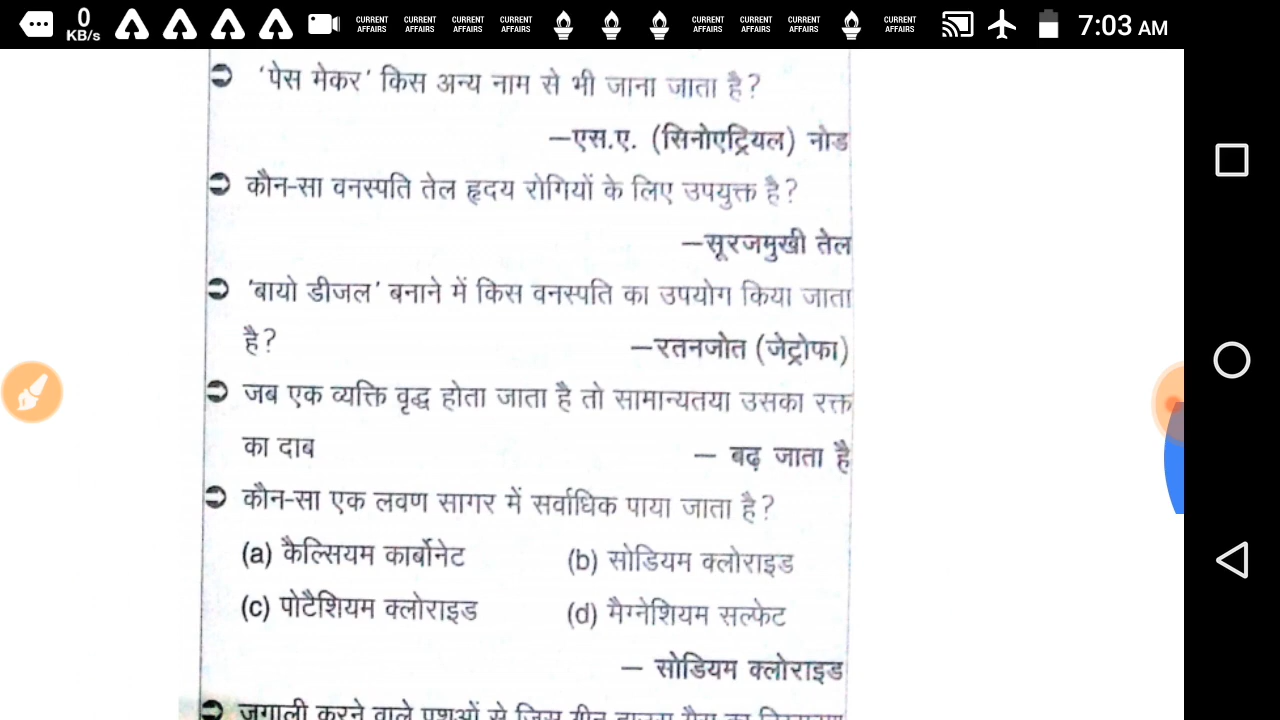 0
KB/s
CURRENT AFFAIRS
CURRENT AFFAIRS
CURRENT AFFAIRS
CURRENT AFFAIRS
CURRENT AFFAIRS
CURRENT AFFAIRS
CURRENT AFFAIRS
CURRENT AFFAIRS
7:03 AM
'पेस मेकर' किस अन्य नाम से भी जाना जाता है?
—एस.ए. (सिनोएट्रियल) नोड
कौन-सा वनस्पति तेल हृदय रोगियों के लिए उपयुक्त है?
—सूरजमुखी तेल
'बायो डीजल' बनाने में किस वनस्पति का उपयोग किया जाता
है? —रतनजोत (जेट्रोफा)
जब एक व्यक्ति वृद्ध होता जाता है तो सामान्यतया उसका रक्त
का दाब — बढ़ जाता है
कौन-सा एक लवण सागर में सर्वाधिक पाया जाता है?
(a) कैल्सियम कार्बोनेट (b) सोडियम क्लोराइड
(c) पोटैशियम क्लोराइड (d) मैग्नेशियम सल्फेट
— सोडियम क्लोराइड
जुगाली करने वाले पशुओं से जिस